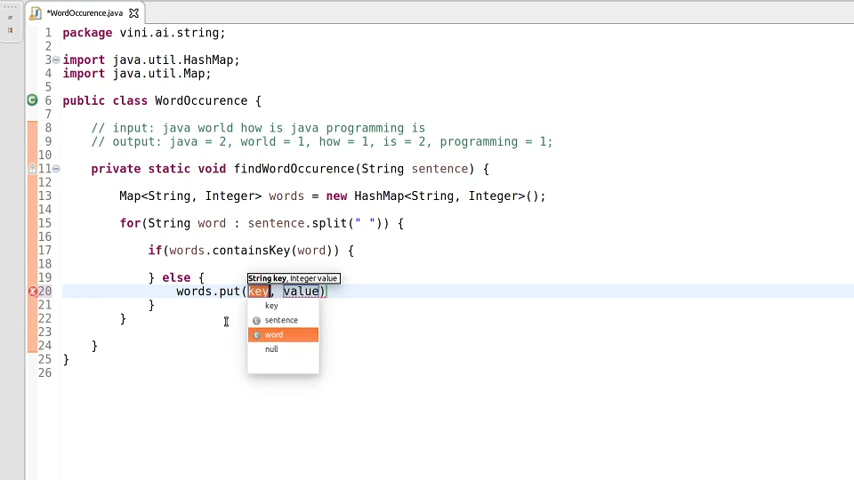 *WordOccurence.java
1 package vini.ai.string;
2
3 import java.util.HashMap;
4 import java.util.Map;
5
6 public class WordOccurence {
7
8 // input: java world how is java programming is
9 // output: java = 2, world = 1, how = 1, is = 2, programming = 1;
10
11 private static void findWordOccurence(String sentence) {
12
13 Map<String, Integer> words = new HashMap<String, Integer>();
14
15 for(String word : sentence.split(" ")) {
16
17 if(words.containsKey(word)) {
18
19 } else {
String key, Integer value
20 words.put(key, value)
21 }
key
22 }
sentence
23
word
24 }
null
25 }
26